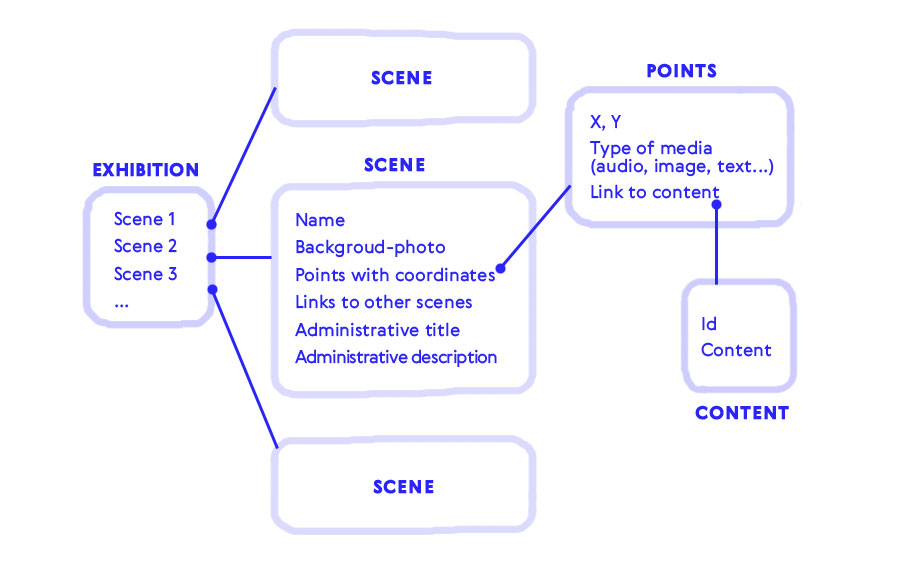 SCENE
EXHIBITION
Scene 1
Scene 2
Scene 3
...
SCENE
Name
Backgroud-photo
Points with coordinates
Links to other scenes
Administrative title
Administrative description
SCENE
POINTS
X, Y
Type of media
(audio, image, text...)
Link to content
Id
Content
CONTENT